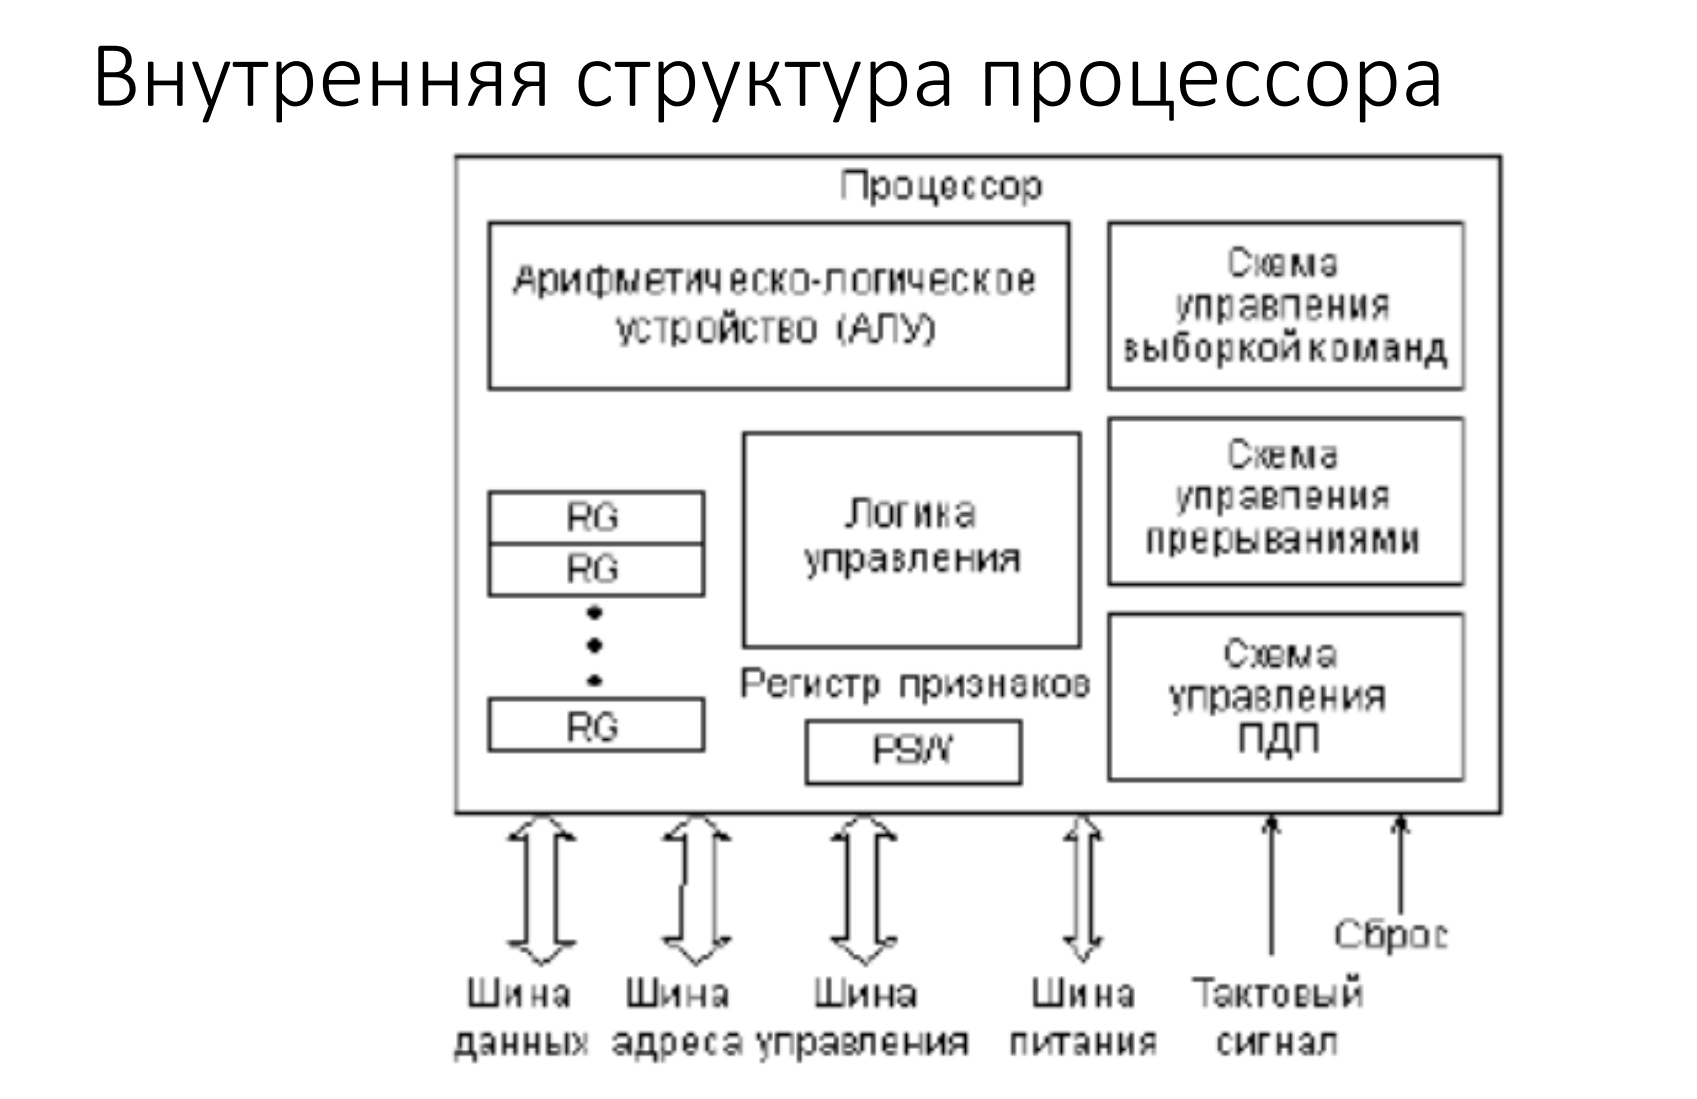 Внутренняя структура процессора
Процессор
Арифметическо-логическое
устройство (АЛУ)
Схема
управления
выборкой команд
Схема
управления
прерываниями
Логика
управления
RG
RG
RG
Регистр признаков
PSW
Схема
управления
ПДП
Сброс
Шина
данных
Шина
адреса
Шина
управления
Шина
питания
Тактовый
сигнал